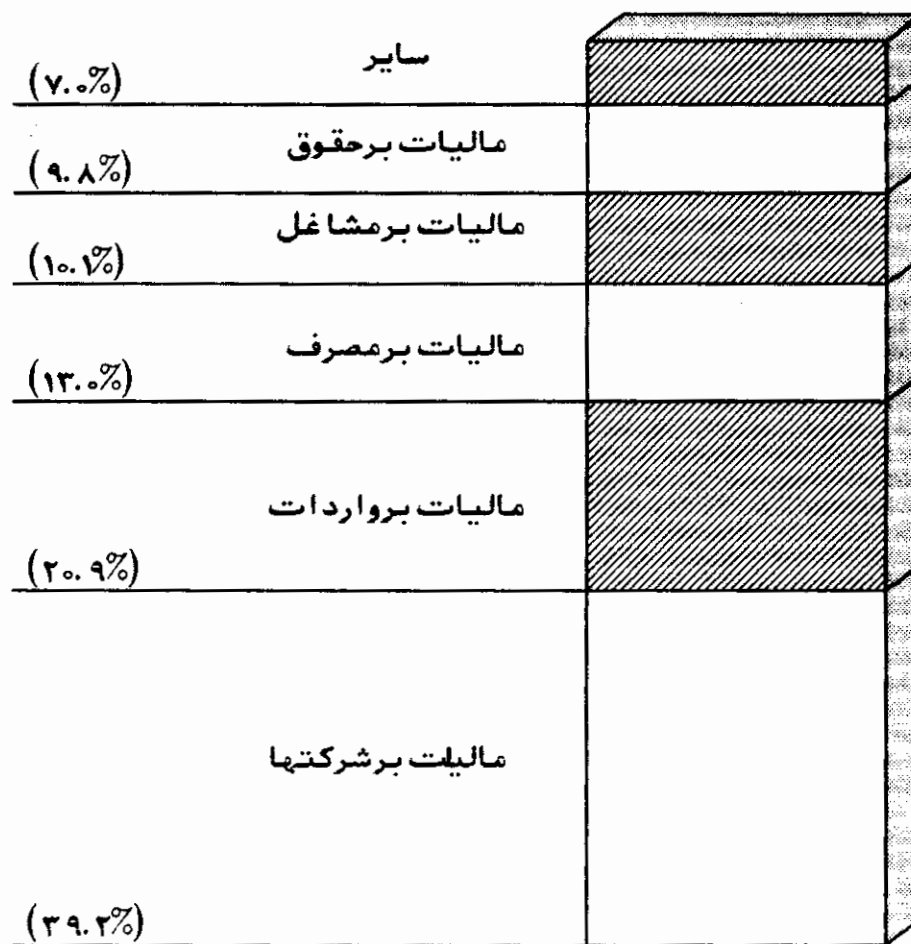 سایر
(۷.۰%)
مالیات برحقوق
(۹.۸%)
مالیات برمشاغل
(۱۰.۱%)
مالیات برمصرف
(۱۳.۰%)
مالیات برواردات
(۲۰.۹%)
مالیات برشرکتها
(۳۹.۲%)